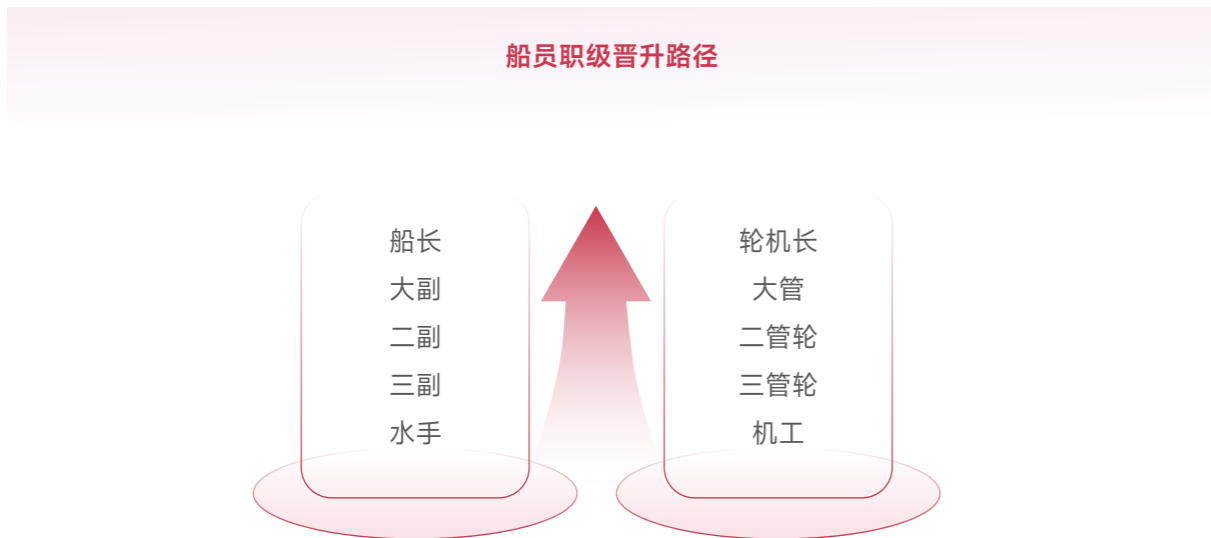 船员职级晋升路径
船长
大副
二副
三副
水手
轮机长
大管
二管轮
三管轮
机工